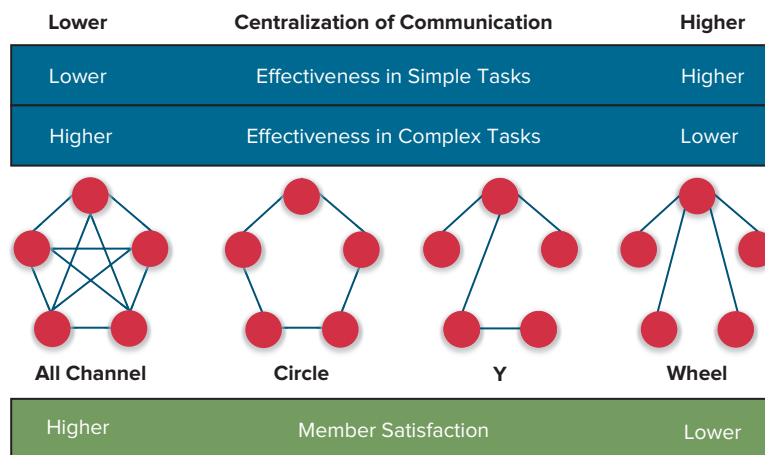 Lower Centralization of Communication Higher
Lower Effectiveness in Simple Tasks Higher
Higher Effectiveness in Complex Tasks Lower
All Channel Circle Y Wheel
Higher Member Satisfaction Lower